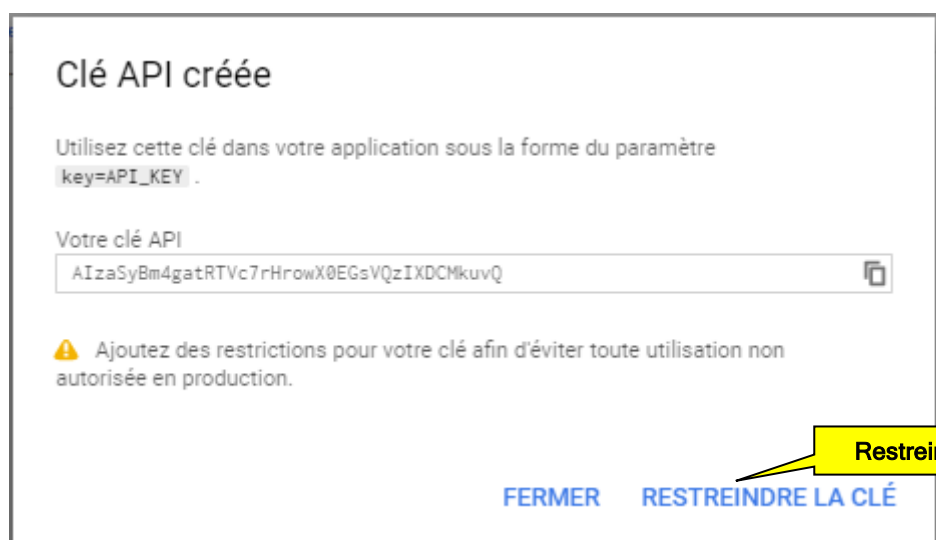 Clé API créée
Utilisez cette clé dans votre application sous la forme du paramètre
key=API_KEY .
Votre clé API
AIzaSyBm4gatRTVc7rHrowX0EGsVQzIXDCMkuvQ
Ajoutez des restrictions pour votre clé afin d'éviter toute utilisation non
autorisée en production.
FERMER RESTREINDRE LA CLÉ